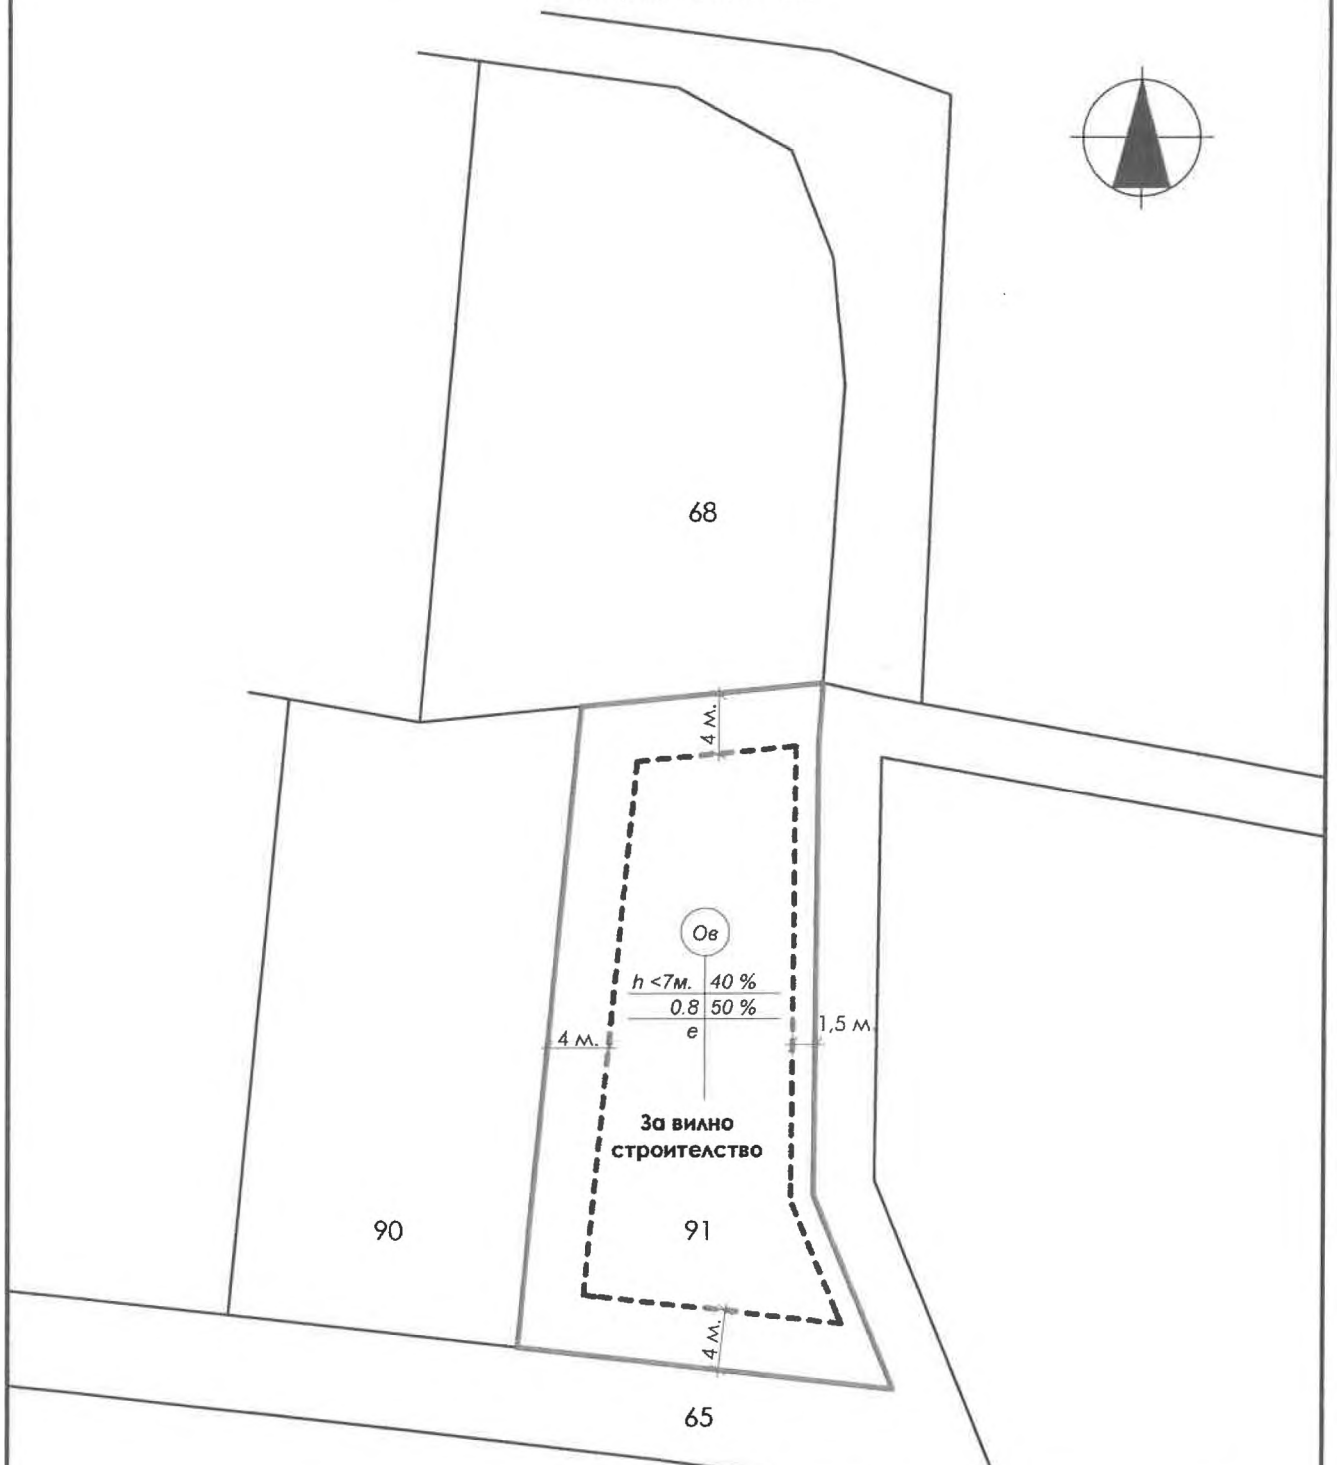 68
4 м.
Ов
h <7м. 40 %
0.8 50 %
е
4 м.
1,5 м.
За вилно
строителство
90
91
4 м.
65